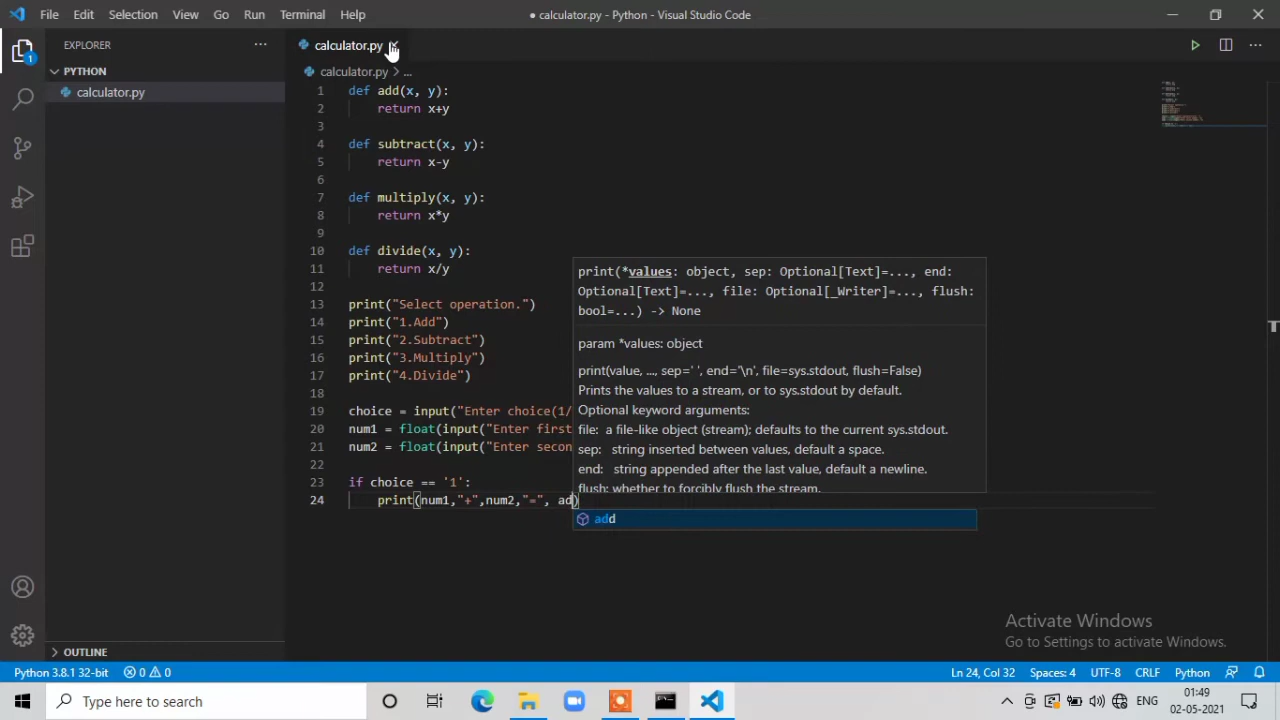 File Edit Selection View Go Run Terminal Help
● calculator.py - Python - Visual Studio Code
EXPLORER
calculator.py
PYTHON
calculator.py > ...
calculator.py
1 def add(x, y):
2 return x+y
3
4 def subtract(x, y):
5 return x-y
6
7 def multiply(x, y):
8 return x*y
9
10 def divide(x, y):
11 return x/y
12
13 print("Select operation.")
14 print("1.Add")
15 print("2.Subtract")
16 print("3.Multiply")
17 print("4.Divide")
18
19 choice = input("Enter choice(1/
20 num1 = float(input("Enter first
21 num2 = float(input("Enter secon
22
23 if choice == '1':
24 print(num1,"+",num2,"=", ad)
print(*values: object, sep: Optional[Text]=..., end:
Optional[Text]=..., file: Optional[_Writer]=..., flush:
bool=...) -> None
param *values: object
print(value, ..., sep=' ', end='\n', file=sys.stdout, flush=False)
Prints the values to a stream, or to sys.stdout by default.
Optional keyword arguments:
file: a file-like object (stream); defaults to the current sys.stdout.
sep: string inserted between values, default a space.
end: string appended after the last value, default a newline.
flush: whether to forcibly flush the stream.
add
1
Activate Windows
Go to Settings to activate Windows.
OUTLINE
Python 3.8.1 32-bit 0 0
Ln 24, Col 32 Spaces: 4 UTF-8 CRLF Python
Type here to search
ENG
01:49
02-05-2021